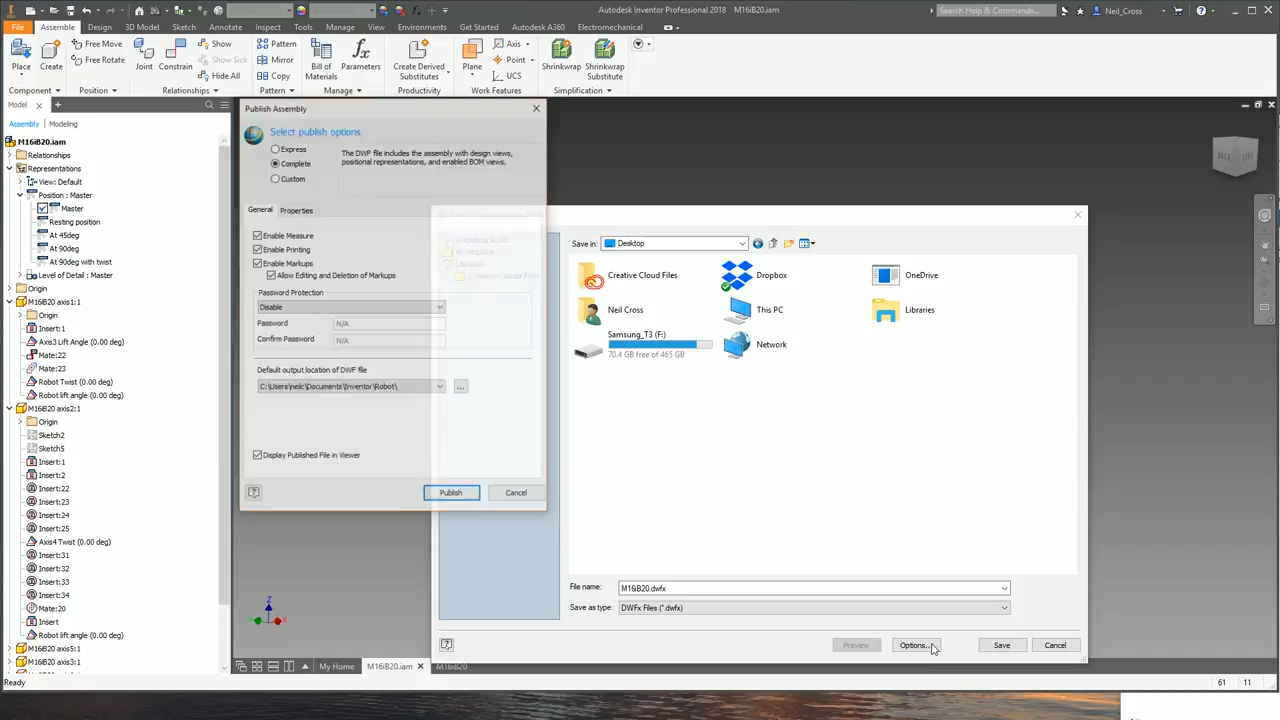 Autodesk Inventor Professional 2018 M16iB20.iam
Search Help & Commands...
Neil_Cross
File Assemble Design 3D Model Sketch Annotate Inspect Tools Manage View Environments Get Started Autodesk A360 Electromechanical
Place Create
Free Move
Free Rotate
Joint Constrain
Show
Show Sick
Hide All
Pattern
Mirror
Copy
Bill of Materials
Parameters
Create Derived Substitutes
Plane
Axis
Point
UCS
Shrinkwrap
Shrinkwrap Substitute
Component Position Relationships Pattern Manage Productivity Work Features Simplification
Model
Assembly Modeling
M16iB20.iam
Relationships
Representations
View: Default
Position : Master
Master
Resting position
At 45deg
At 90deg
At 90deg with twist
Level of Detail : Master
Origin
M16iB20 axis1:1
Origin
Insert:1
Axis3 Lift Angle (0.00 deg)
Mate:22
Mate:23
Robot Twist (0.00 deg)
Robot lift angle (0.00 deg)
M16iB20 axis2:1
Origin
Sketch2
Sketch5
Insert:1
Insert:2
Insert:22
Insert:23
Insert:24
Insert:25
Axis4 Twist (0.00 deg)
Insert:31
Insert:32
Insert:33
Insert:34
Mate:20
Insert
Robot lift angle (0.00 deg)
M16iB20 axis5:1
M16iB20 axis3:1
Publish Assembly
Select publish options
Express
Complete
Custom
The DWF file includes the assembly with design views,
positional representations, and enabled BOM views.
General Properties
Enable Measure
Enable Printing
Enable Markups
Allow Editing and Deletion of Markups
Password Protection
Disable
Password N/A
Confirm Password N/A
Default output location of DWF file
C:\Users\neilc\Documents\Inventor\Robot\
...
Display Published File in Viewer
Publish Cancel
Workspace
Libraries
Save in: Desktop
Creative Cloud Files
Dropbox
OneDrive
Neil Cross
This PC
Libraries
Samsung_T3 (F:)
70.4 GB free of 465 GB
Network
File name: M16iB20.dwfx
Save as type: DWFx Files (*.dwfx)
Preview Options... Save Cancel
BACK LEFT
Z
X
My Home M16iB20.iam M16iB20
Ready
61 11